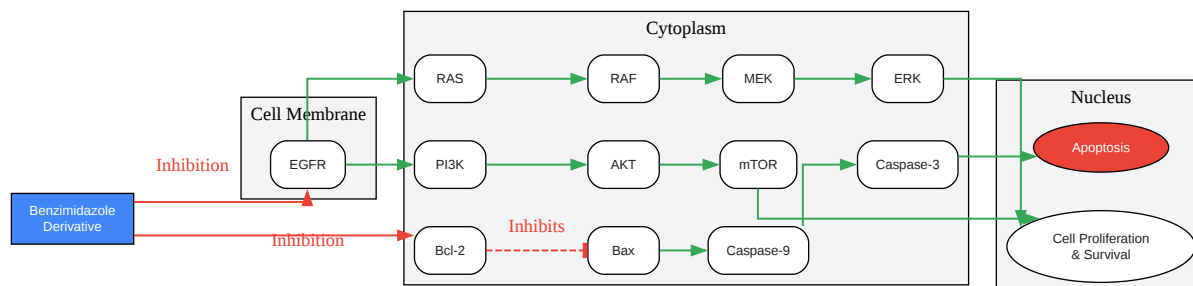 Cytoplasm
RAS
RAF
MEK
ERK
Nucleus
Cell Membrane
Apoptosis
Inhibition
EGFR
PI3K
AKT
mTOR
Caspase-3
Benzimidazole
Derivative
Inhibition
Inhibits
Bcl-2
Bax
Caspase-9
Cell Proliferation
& Survival